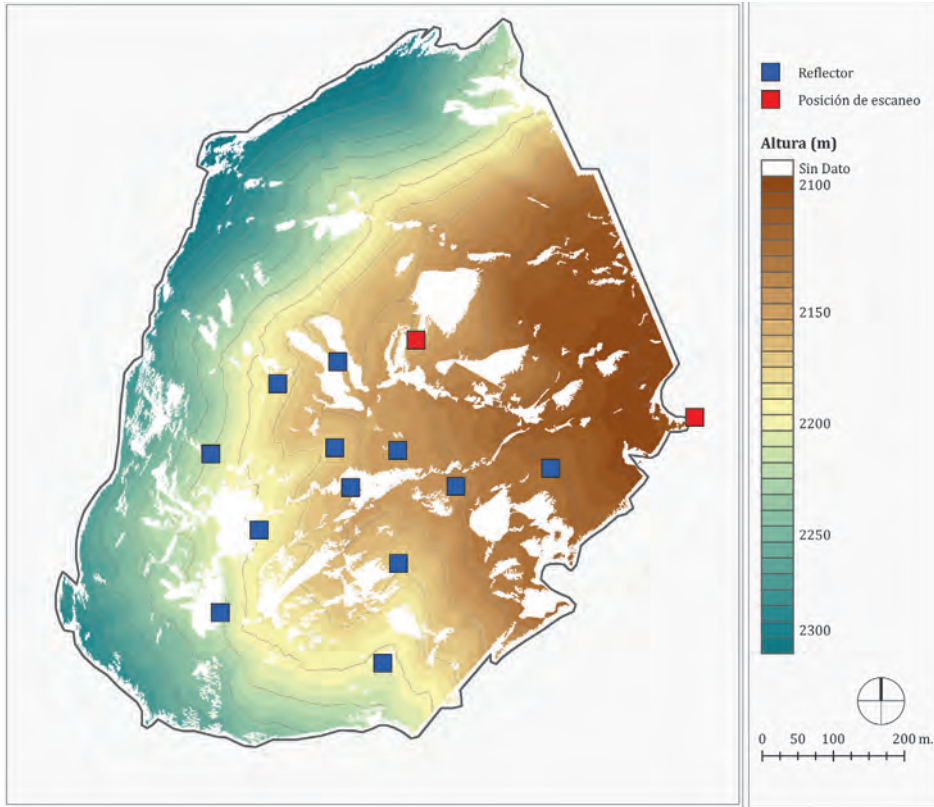 Reflector
Posición de escaneo
Altura (m)
Sin Dato
2100
2150
2200
2250
2300
0 50 100 200 m.